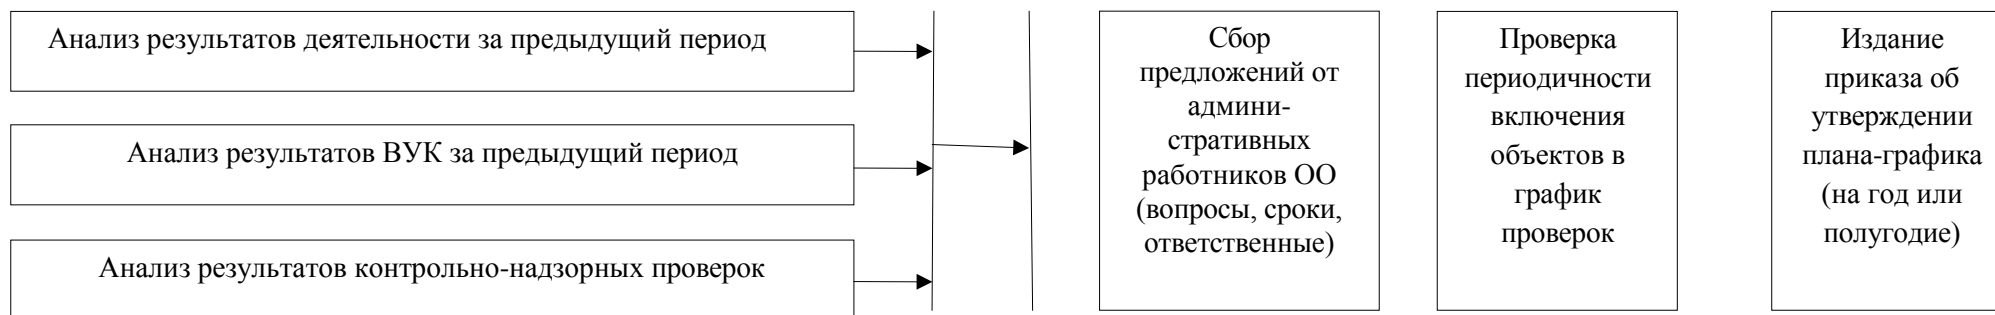 Анализ результатов деятельности за предыдущий период
Анализ результатов ВУК за предыдущий период
Анализ результатов контрольно-надзорных проверок
Сбор
предложений от
админи-
стративных
работников ОО
(вопросы, сроки,
ответственные)
Проверка
периодичности
включения
объектов в
график
проверок
Издание
приказа об
утверждении
плана-графика
(на год или
полугодие)